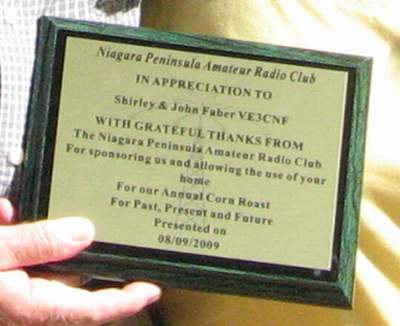 Niagara Peninsula Amateur Radio Club
IN APPRECIATION TO
Shirley & John Faber VE3CNF
WITH GRATEFUL THANKS FROM
The Niagara Peninsula Amateur Radio Club
For sponsoring us and allowing the use of your
home
For our Annual Corn Roast
For Past, Present and Future
Presented on
08/09/2009